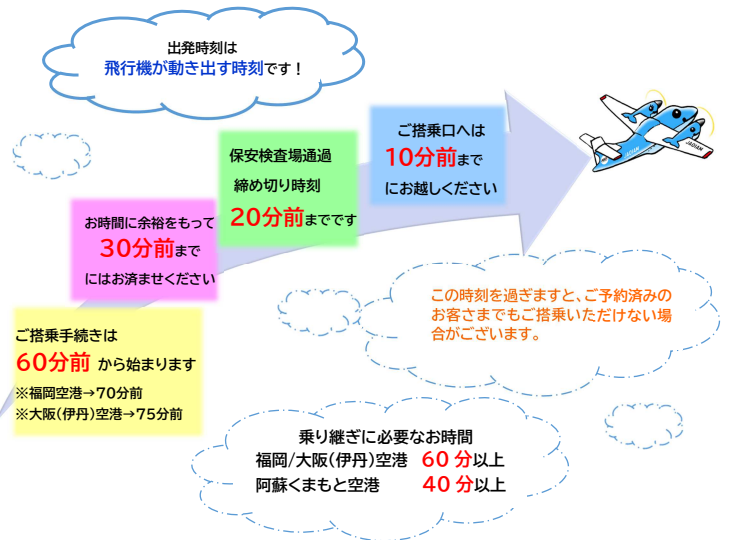 出発時刻は
飛行機が動き出す時刻です！
ご搭乗口へは
10分前まで
にお越しください
保安検査場通過
締め切り時刻
20分前までです
お時間に余裕をもって
30分前まで
にはお済ませください
ご搭乗手続きは
60分前 から始まります
※福岡空港→70分前
※大阪(伊丹)空港→75分前
この時刻を過ぎますと、ご予約済みの
お客さまでもご搭乗いただけない場
合がございます。
乗り継ぎに必要なお時間
福岡/大阪(伊丹)空港 60 分以上
阿蘇くまもと空港 40 分以上
JA01AM
JA01AM